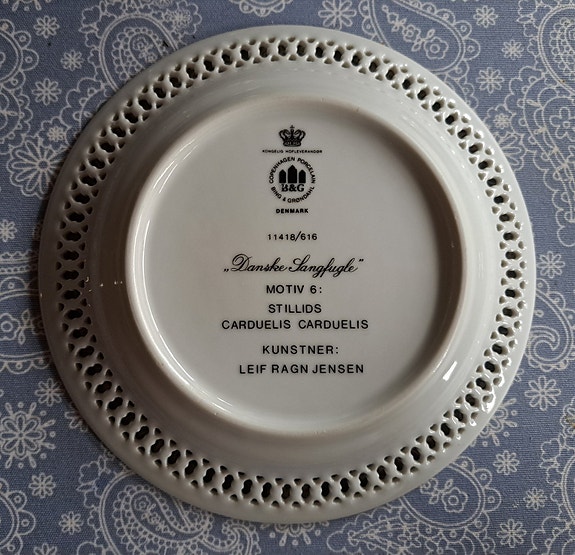 KONGELIG HOFLEVERANDØR
COPENHAGEN PORCELAIN
B&G
BING & GRØNDAHL
DENMARK
11418/616
„Danske Sangfugle"
MOTIV 6:
STILLIDS
CARDUELIS CARDUELIS
KUNSTNER:
LEIF RAGN JENSEN